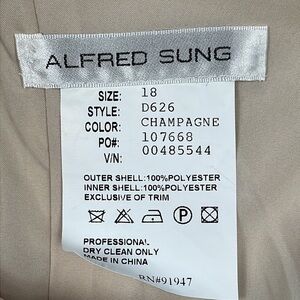 ALFRED SUNG
SIZE: 18
STYLE: D626
COLOR: CHAMPAGNE
PO#: 107668
V/N: 00485544
OUTER SHELL:100%POLYESTER
INNER SHELL:100%POLYESTER
EXCLUSIVE OF TRIM
P
PROFESSIONAL
DRY CLEAN ONLY
MADE IN CHINA
RN#91947